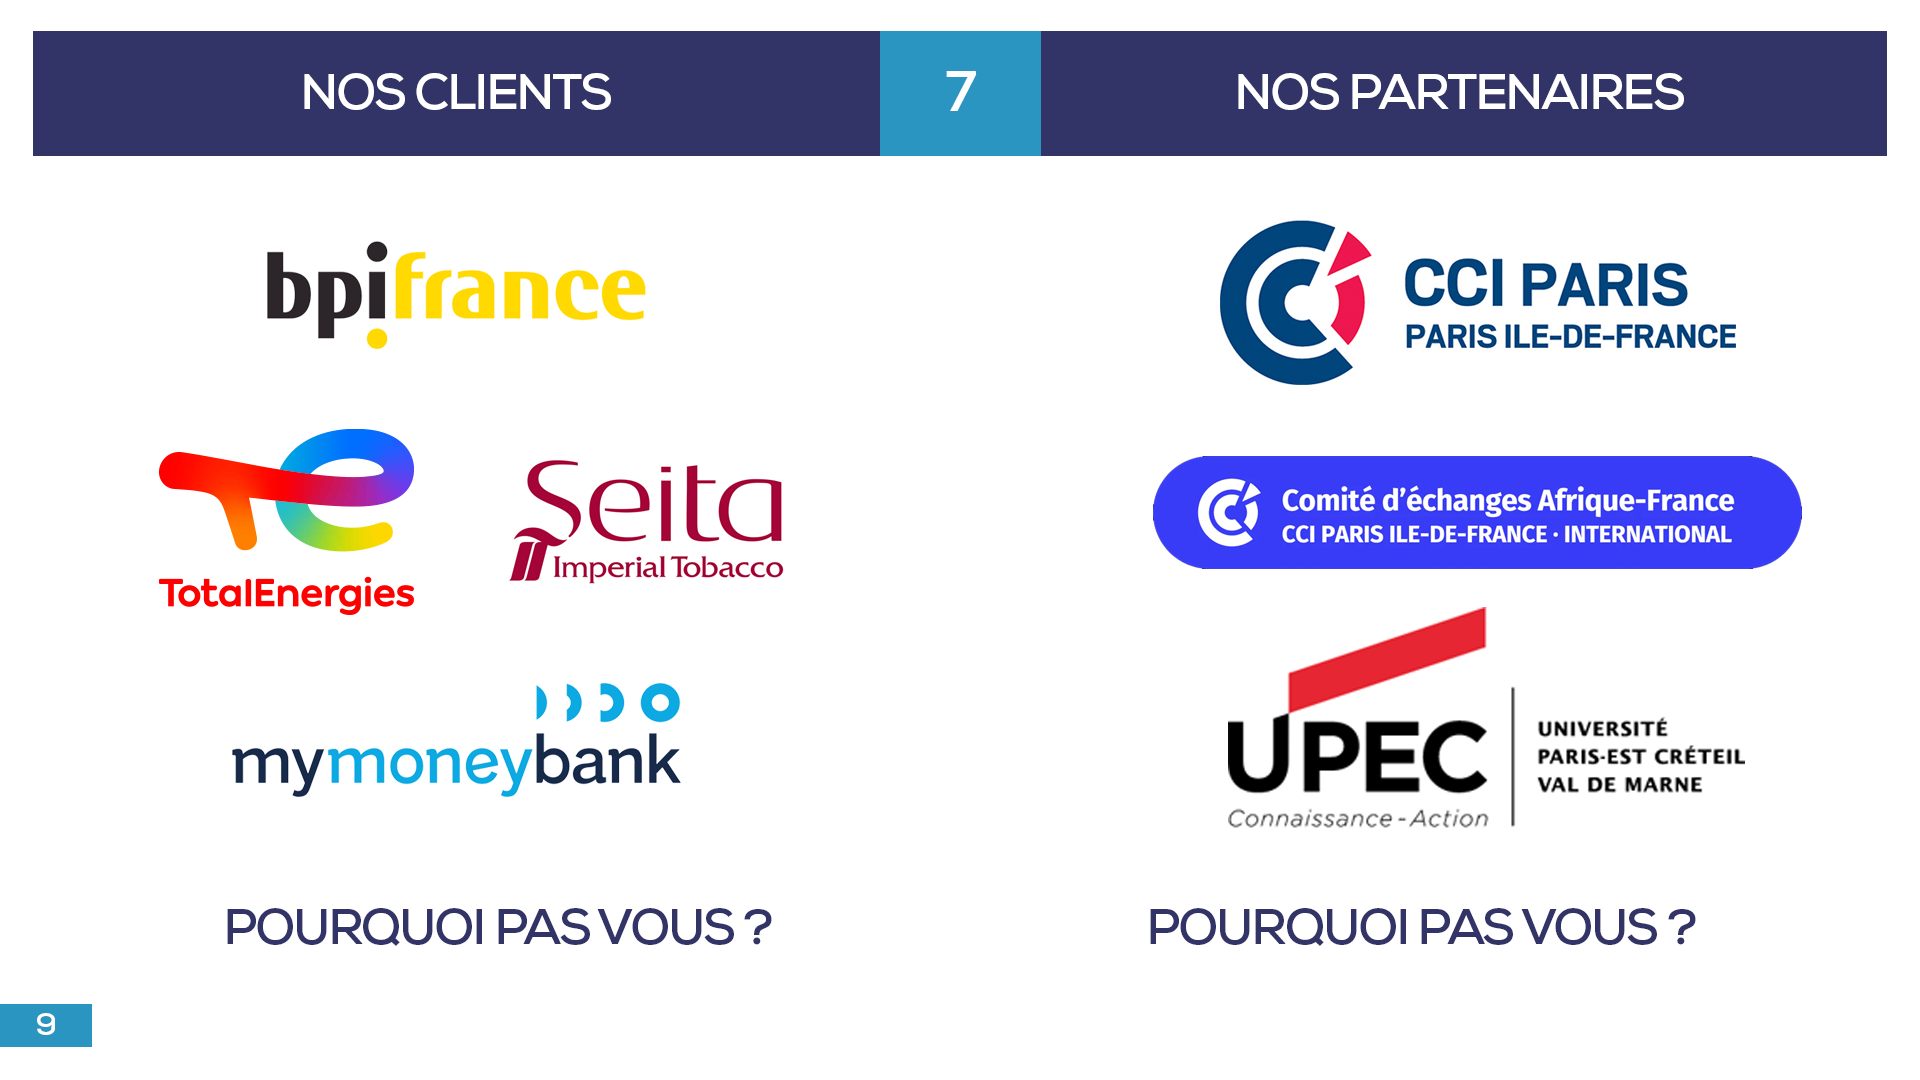 NOS CLIENTS
7
NOS PARTENAIRES
bpifrance
TotalEnergies
Seita
Imperial Tobacco
mymoneybank
POURQUOI PAS VOUS ?
CCI PARIS
PARIS ILE-DE-FRANCE
Comité d'échanges Afrique-France
CCI PARIS ILE-DE-FRANCE · INTERNATIONAL
UPEC
Connaissance - Action
UNIVERSITÉ
PARIS-EST CRÉTEIL
VAL DE MARNE
POURQUOI PAS VOUS ?
9